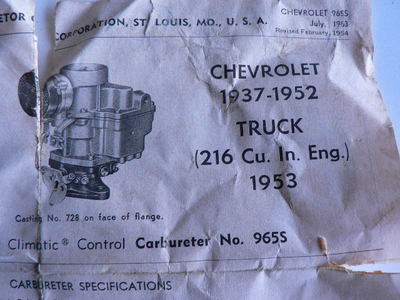 CHEVROLET 965S
CORPORATION, ST. LOUIS, MO., U. S. A.
July, 1953
Revised February, 1954
CHEVROLET
1937-1952
TRUCK
(216 Cu. In. Eng.)
1953
Casting No. 728 on face of flange.
Climatic® Control Carbureter No. 965S
CARBURETER SPECIFICATIONS